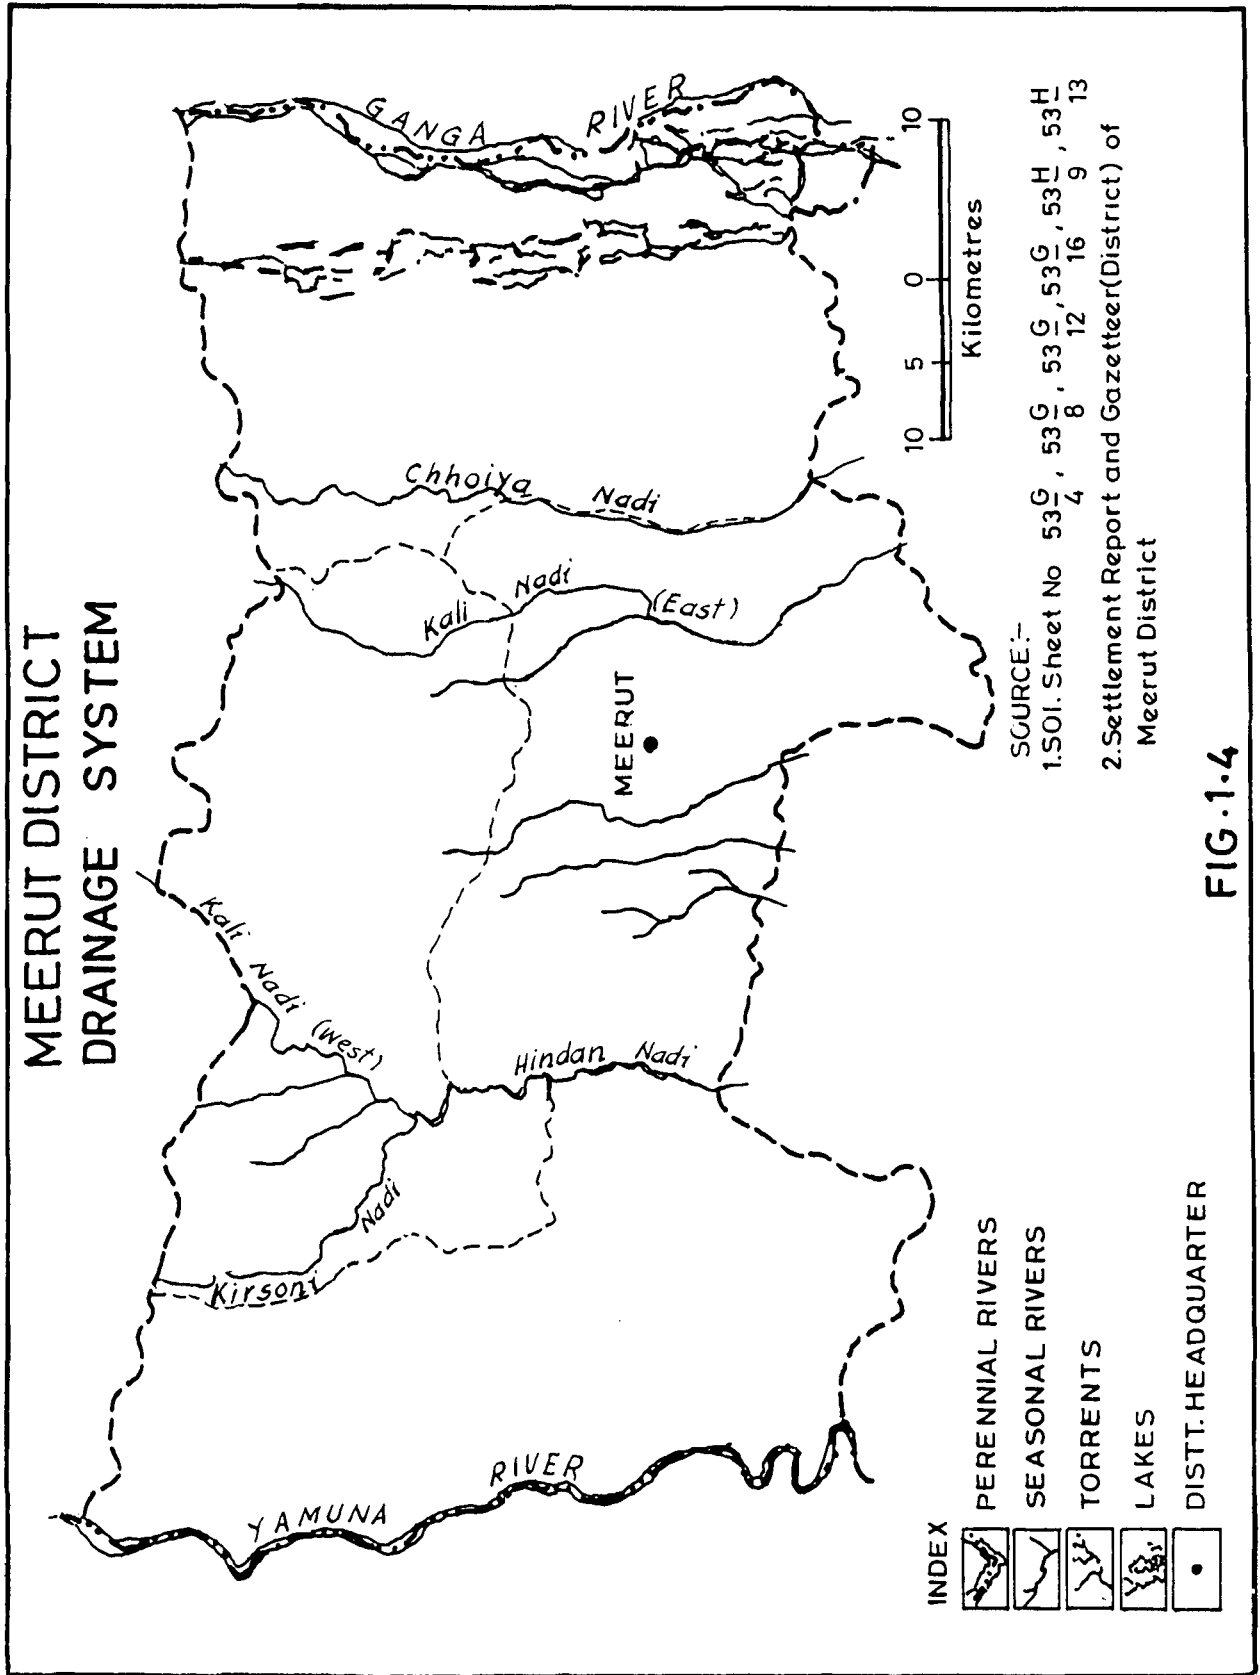 MEERUT DISTRICT
DRAINAGE SYSTEM
GANGA RIVER
Chhoiya Nadi
Kali Nadi (East)
MEERUT
Kali Nadi (West)
Hindan Nadi
Kirsoni Nadi
YAMUNA RIVER
10 5 0 10
Kilometres
SOURCE:-
1.SOI. Sheet No 53G/4, 53G/8, 53G/12, 53G/16, 53H/9, 53H/13
2.Settlement Report and Gazetteer(District) of
Meerut District
INDEX
PERENNIAL RIVERS
SEASONAL RIVERS
TORRENTS
LAKES
DISTT. HEADQUARTER
FIG.1.4